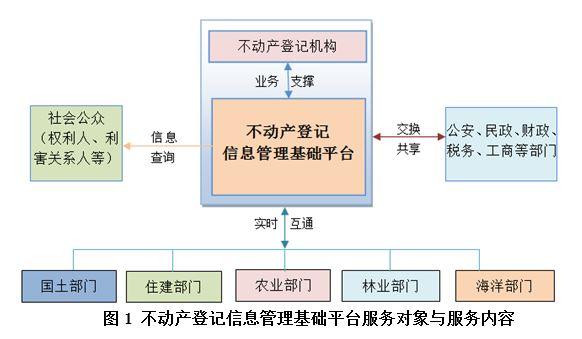 不动产登记机构
业务 支撑
社会公众
（权利人、利
害关系人等）
信息
查询
不动产登记
信息管理基础平台
交换
共享
公安、民政、财政、
税务、工商等部门
实时 互通
国土部门
住建部门
农业部门
林业部门
海洋部门
图 1 不动产登记信息管理基础平台服务对象与服务内容